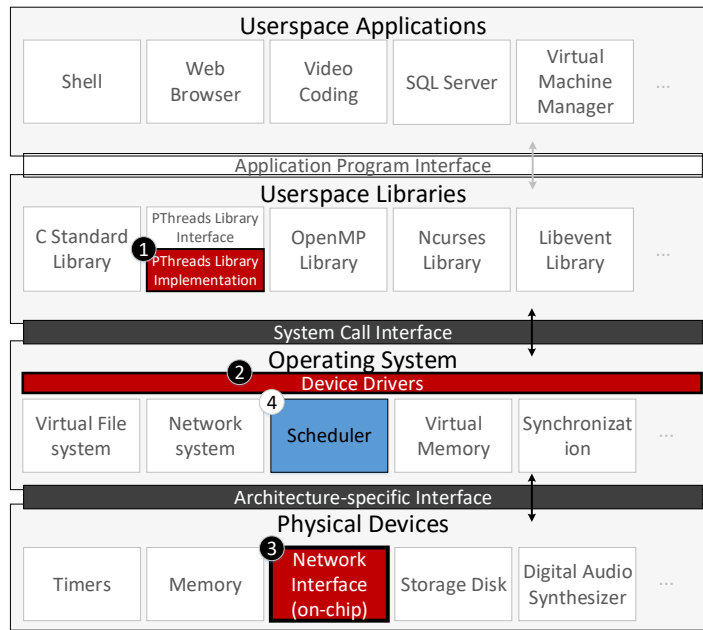 Userspace Applications
Shell
Web
Browser
Video
Coding
SQL Server
Virtual
Machine
Manager
...
Application Program Interface
Userspace Libraries
C Standard
Library
1
PThreads Library
Interface
PThreads Library
Implementation
OpenMP
Library
Ncurses
Library
Libevent
Library
...
System Call Interface
Operating System
2
Device Drivers
Virtual File
system
Network
system
4
Scheduler
Virtual
Memory
Synchronizat
ion
...
Architecture-specific Interface
Physical Devices
Timers
Memory
3
Network
Interface
(on-chip)
Storage Disk
Digital Audio
Synthesizer
...